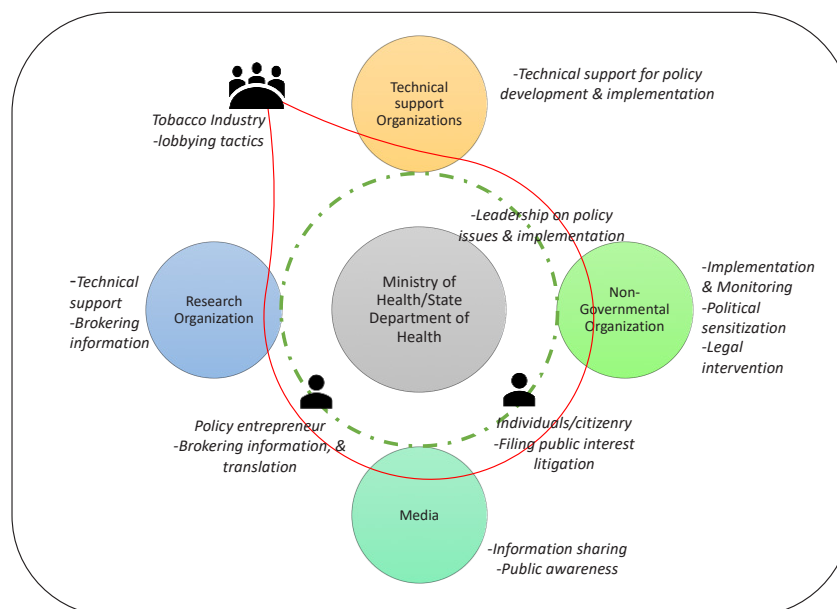 Technical
support
Organizations
-Technical support for policy
development & implementation
Tobacco Industry
-lobbying tactics
-Leadership on policy
issues & implementation
-Technical
support
-Brokering
information
Research
Organization
Ministry of
Health/State
Department of
Health
Non-
Governmental
Organization
-Implementation
& Monitoring
-Political
sensitization
-Legal
intervention
Policy entrepreneur
-Brokering information, &
translation
Individuals/citizenry
-Filing public interest
litigation
Media
-Information sharing
-Public awareness